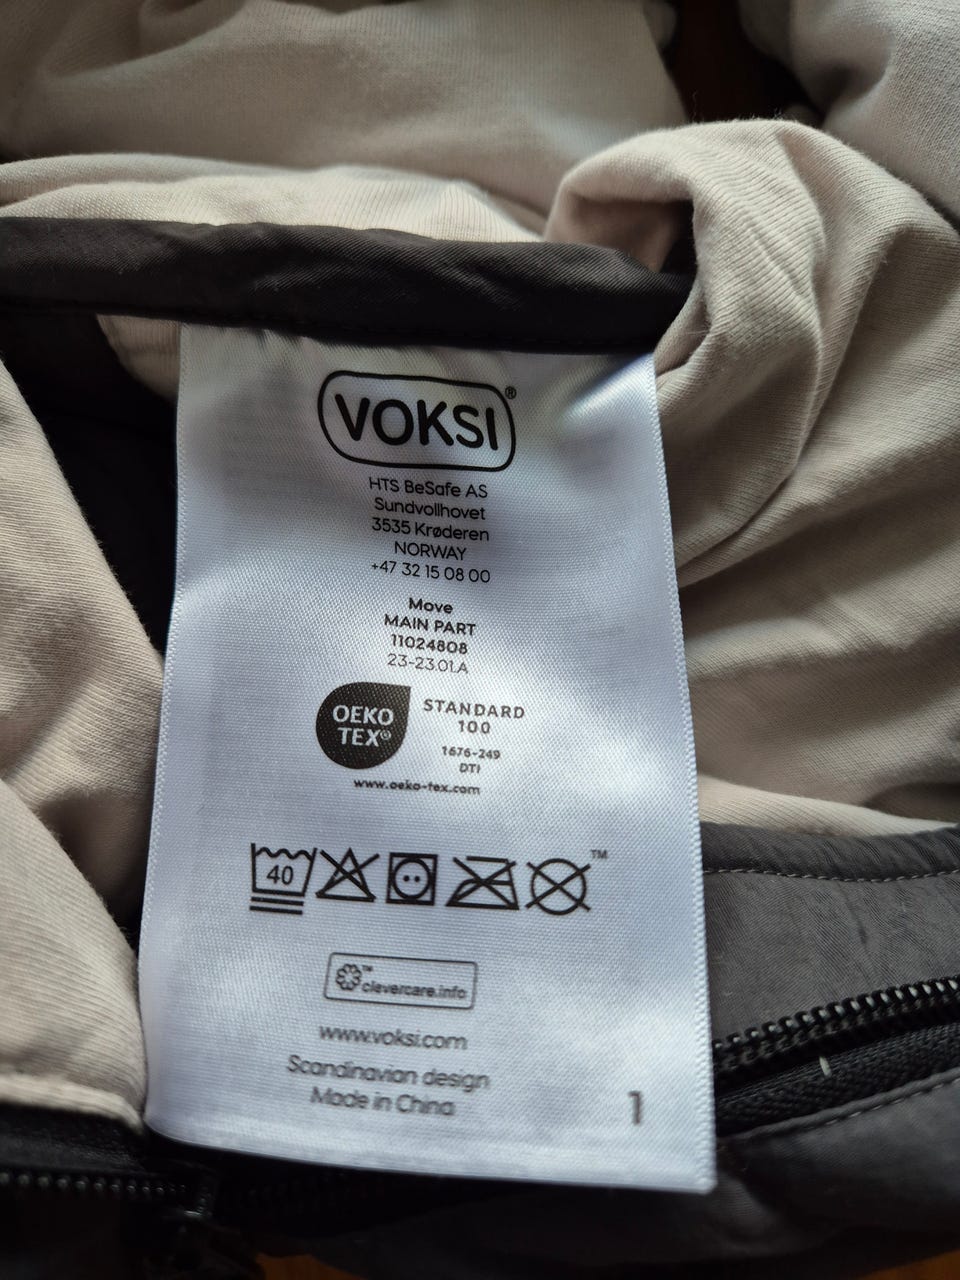 VOKSI®
HTS BeSafe AS
Sundvollhovet
3535 Krøderen
NORWAY
+47 32 15 08 00
Move
MAIN PART
11024808
23-23.01.A
OEKO
TEX®
STANDARD
100
1676-249
DTI
www.oeko-tex.com
40
™
™
clevercare.info
www.voksi.com
Scandinavian design
Made in China
1